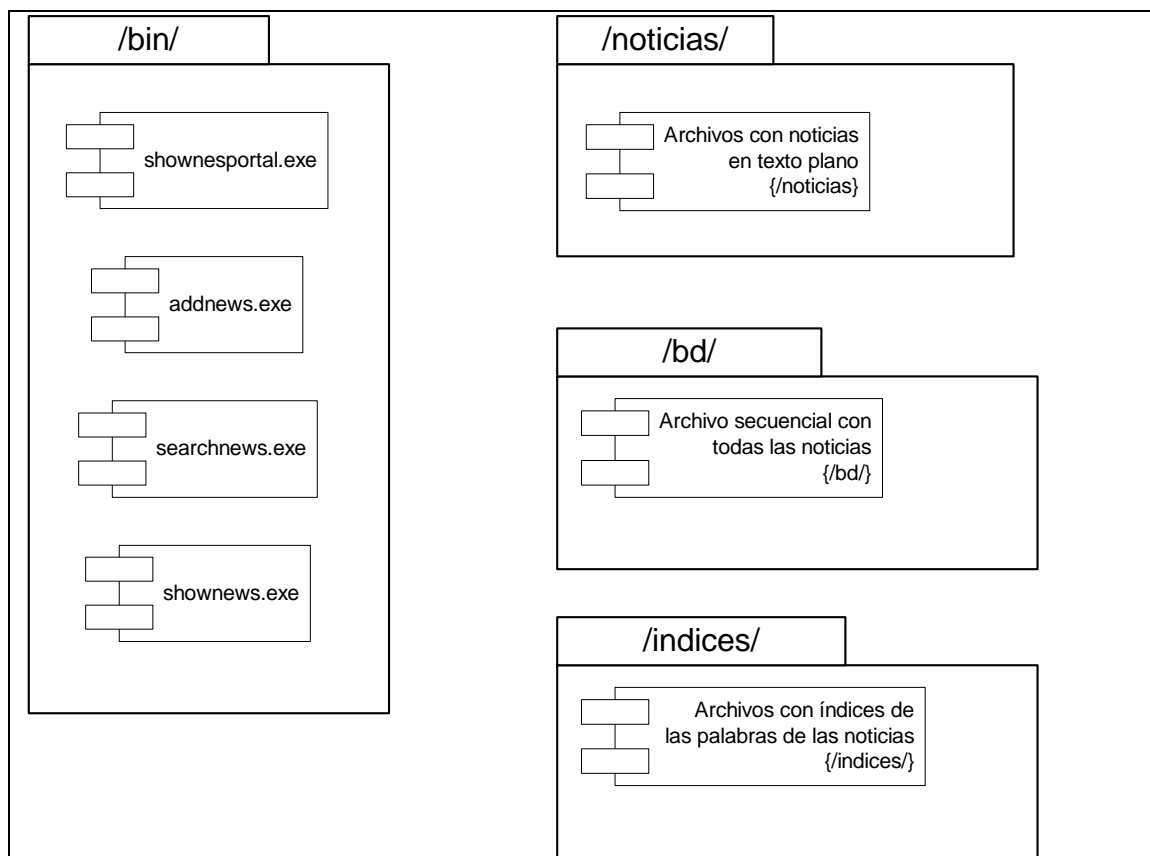 /bin/
shownesportal.exe
addnews.exe
searchnews.exe
shownews.exe
/noticias/
Archivos con noticias
en texto plano
{/noticias}
/bd/
Archivo secuencial con
todas las noticias
{/bd/}
/indices/
Archivos con índices de
las palabras de las noticias
{/indices/}